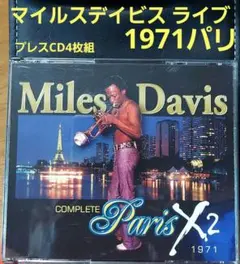 マイルスデイビス ライブ
プレスCD4枚組
1971パリ
Miles Davis
COMPLETE
Paris X2
1971